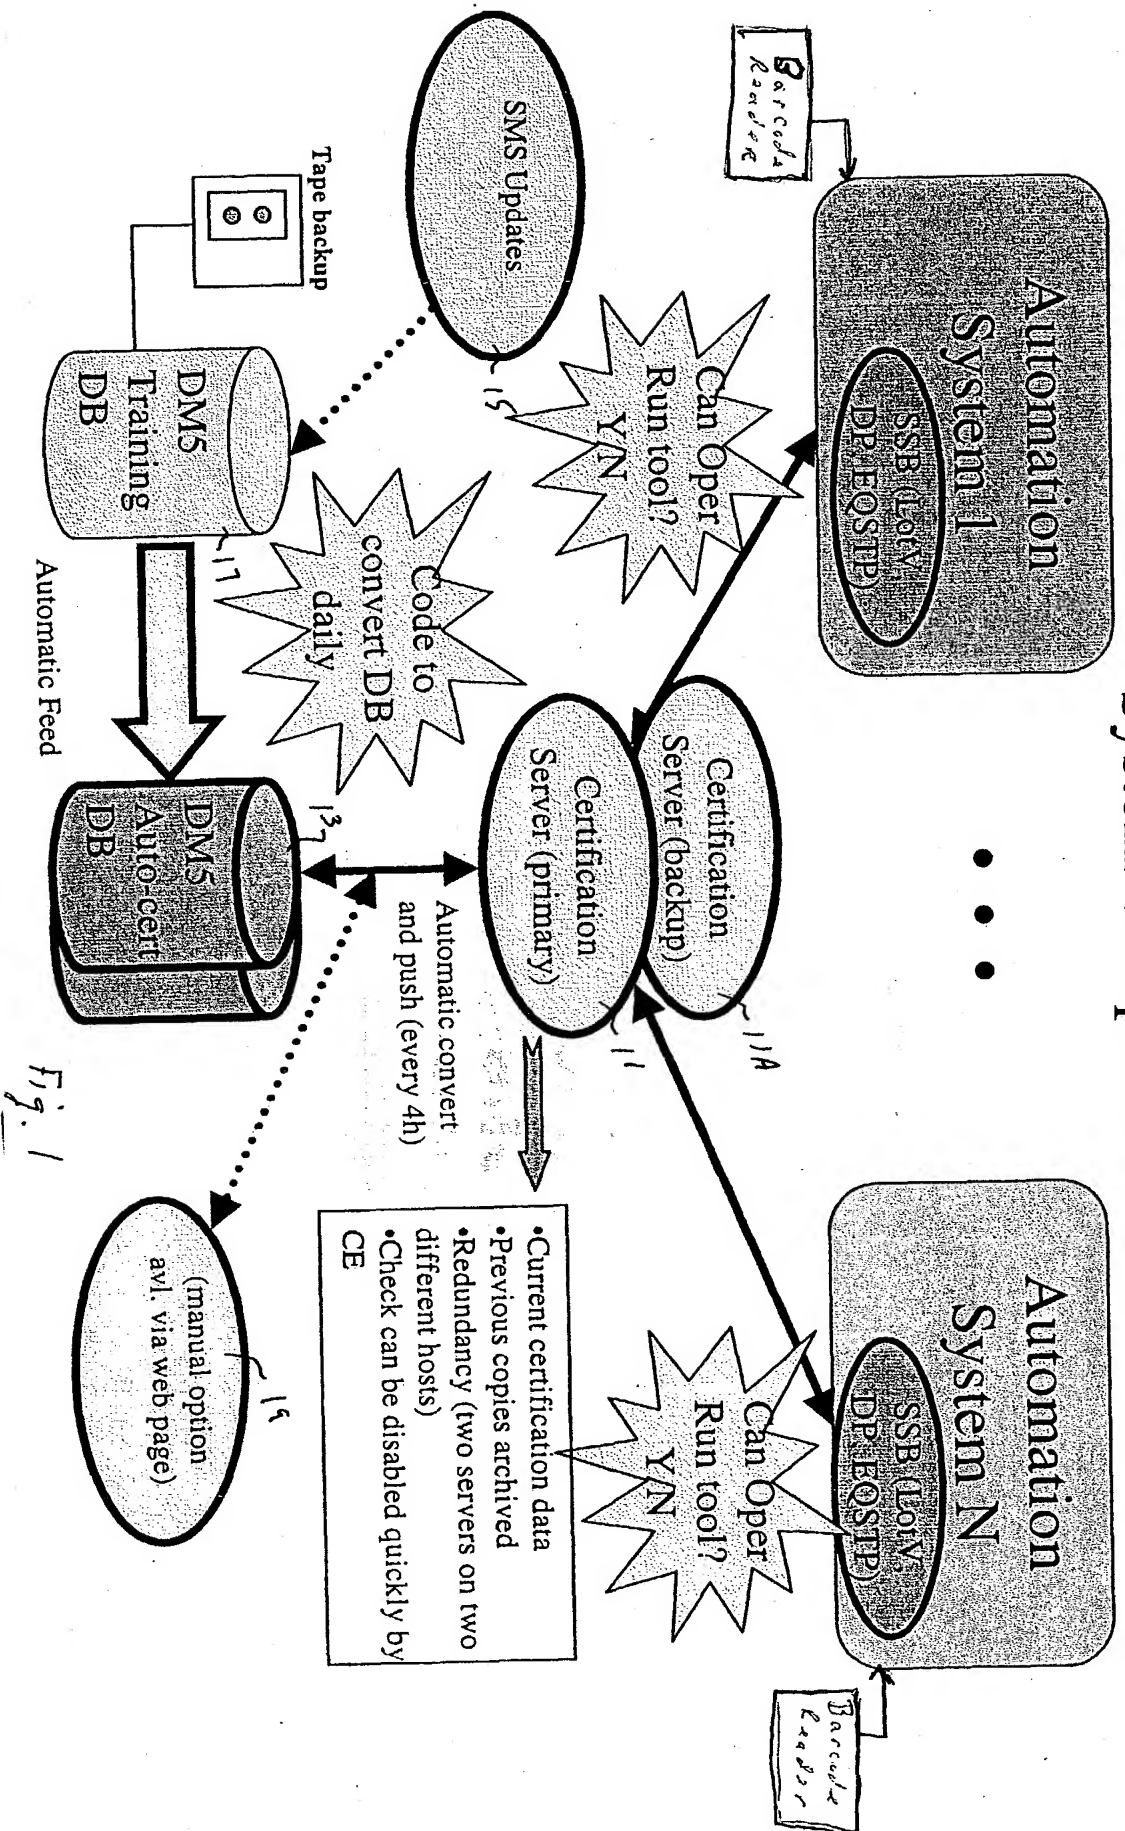 Automation
System 1
SSB (LotV,
DP, EQSTP)
Barcode
Reader
Automation
System N
SSB (LotV,
DP, EQSTP)
Barcode
Reader
Can Oper
Run tool?
Y/N
Can Oper
Run tool?
Y/N
SMS Updates
15
Certification
Server (backup)
11A
Certification
Server (primary)
11
•Current certification data
•Previous copies archived
•Redundancy (two servers on two
different hosts)
•Check can be disabled quickly by
CE
Code to
convert DB
daily
Automatic convert
and push (every 4h)
Tape backup
DM5
Training
DB
17
Automatic Feed
DM5
Auto-cert
DB
13
(manual option
avl. via web page)
19
Fig. 1